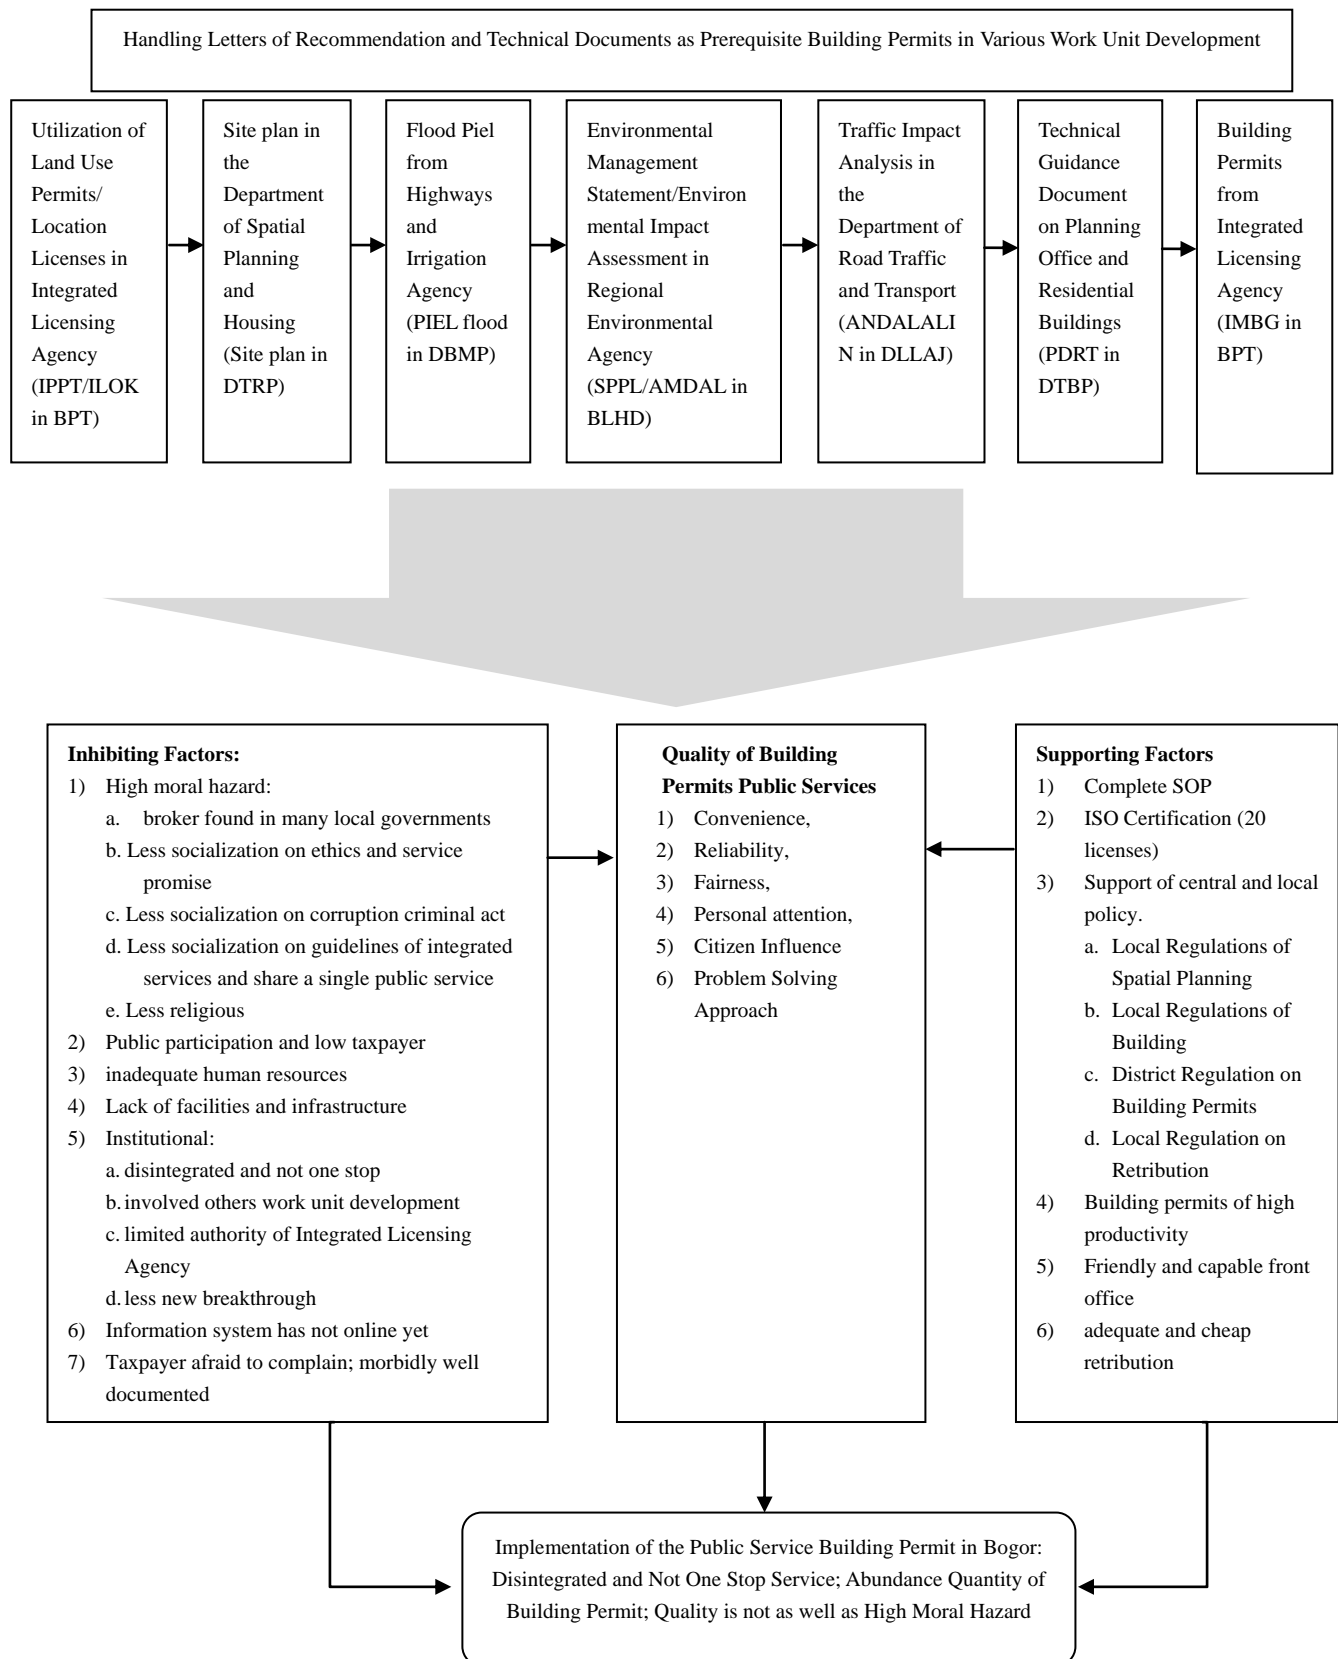 Handling Letters of Recommendation and Technical Documents as Prerequisite Building Permits in Various Work Unit Development
Utilization of
Land Use
Permits/
Location
Licenses in
Integrated
Licensing
Agency
(IPPT/ILOK
in BPT)
Site plan in
the
Department
of Spatial
Planning
and
Housing
(Site plan in
DTRP)
Flood Piel
from
Highways
and
Irrigation
Agency
(PIEL flood
in DBMP)
Environmental
Management
Statement/Environ
mental Impact
Assessment in
Regional
Environmental
Agency
(SPPL/AMDAL in
BLHD)
Traffic Impact
Analysis in
the
Department of
Road Traffic
and Transport
(ANDALALI
N in DLLAJ)
Technical
Guidance
Document
on Planning
Office and
Residential
Buildings
(PDRT in
DTBP)
Building
Permits
from
Integrated
Licensing
Agency
(IMBG in
BPT)
Inhibiting Factors:
1) High moral hazard:
a. broker found in many local governments
b. Less socialization on ethics and service
promise
c. Less socialization on corruption criminal act
d. Less socialization on guidelines of integrated
services and share a single public service
e. Less religious
2) Public participation and low taxpayer
3) inadequate human resources
4) Lack of facilities and infrastructure
5) Institutional:
a. disintegrated and not one stop
b. involved others work unit development
c. limited authority of Integrated Licensing
Agency
d. less new breakthrough
6) Information system has not online yet
7) Taxpayer afraid to complain; morbidly well
documented
Quality of Building
Permits Public Services
1) Convenience,
2) Reliability,
3) Fairness,
4) Personal attention,
5) Citizen Influence
6) Problem Solving
Approach
Supporting Factors
1) Complete SOP
2) ISO Certification (20
licenses)
3) Support of central and local
policy.
a. Local Regulations of
Spatial Planning
b. Local Regulations of
Building
c. District Regulation on
Building Permits
d. Local Regulation on
Retribution
4) Building permits of high
productivity
5) Friendly and capable front
office
6) adequate and cheap
retribution
Implementation of the Public Service Building Permit in Bogor:
Disintegrated and Not One Stop Service; Abundance Quantity of
Building Permit; Quality is not as well as High Moral Hazard